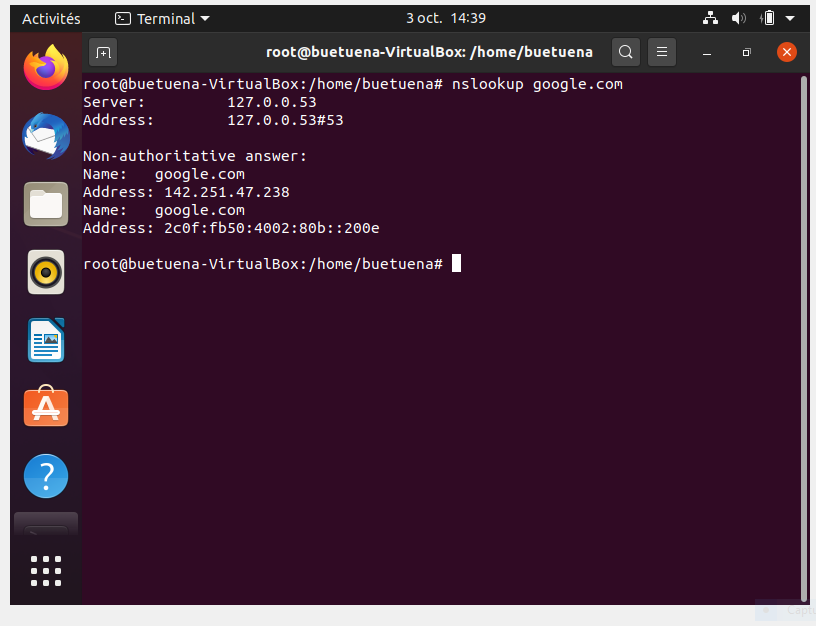 Activités
Terminal
3 oct. 14:39
root@buetuena-VirtualBox: /home/buetuena
root@buetuena-VirtualBox:/home/buetuena# nslookup google.com
Server:         127.0.0.53
Address:        127.0.0.53#53

Non-authoritative answer:
Name:   google.com
Address: 142.251.47.238
Name:   google.com
Address: 2c0f:fb50:4002:80b::200e

root@buetuena-VirtualBox:/home/buetuena#